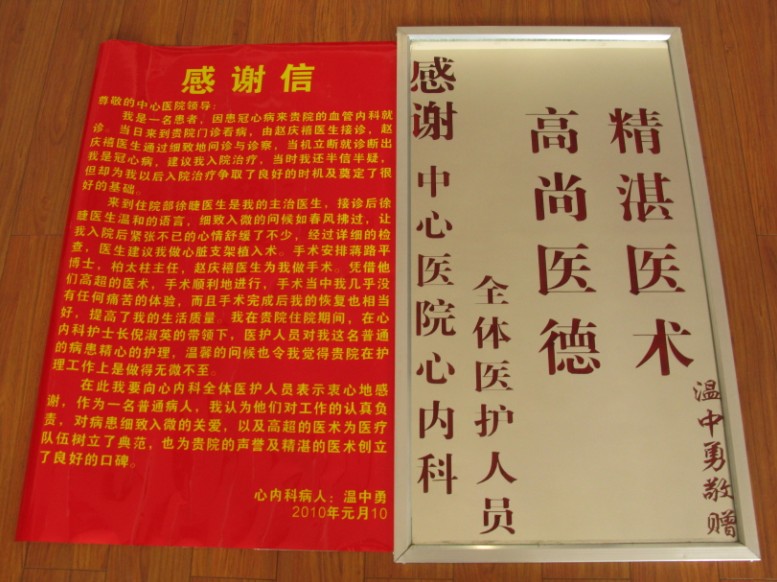 感谢信
尊敬的中心医院领导：
我是一名患者，因患冠心病来贵院的血管内科就
诊。当日来到贵院门诊看病，由赵庆禧医生接诊，赵
庆禧医生通过细致地问诊与诊察，当机立断就诊断出
我是冠心病，建议我入院治疗，当时我还半信半疑，
但却为我以后入院治疗争取了良好的时机及奠定了很
好的基础。
来到住院部徐睫医生是我的主治医生，接诊后徐
睫医生温和的语言，细致入微的问候如春风拂过，让
我入院后紧张不已的心情舒缓了不少，经过详细的检
查，医生建议我做心脏支架植入术。手术安排蒋路平
博士，柏太柱主任，赵庆禧医生为我做手术。凭借他
们高超的医术，手术顺利地进行，手术当中我几乎没
有任何痛苦的体验，而且手术完成后我的恢复也相当
好，提高了我的生活质量。我在贵院住院期间，在心
内科护士长倪淑英的带领下，医护人员对我这名普通
的病患精心的护理，温馨的问候也令我觉得贵院在护
理工作上是做得无微不至。
在此我要向心内科全体医护人员表示衷心地感
谢，作为一名普通病人，我认为他们对工作的认真负
责，对病患细致入微的关爱，以及高超的医术为医疗
队伍树立了典范，也为贵院的声誉及精湛的医术创立
了良好的口碑。
心内科病人：温中勇
2010年元月10
感谢中心医院心内科
全体医护人员
精湛医术
高尚医德
温中勇敬赠